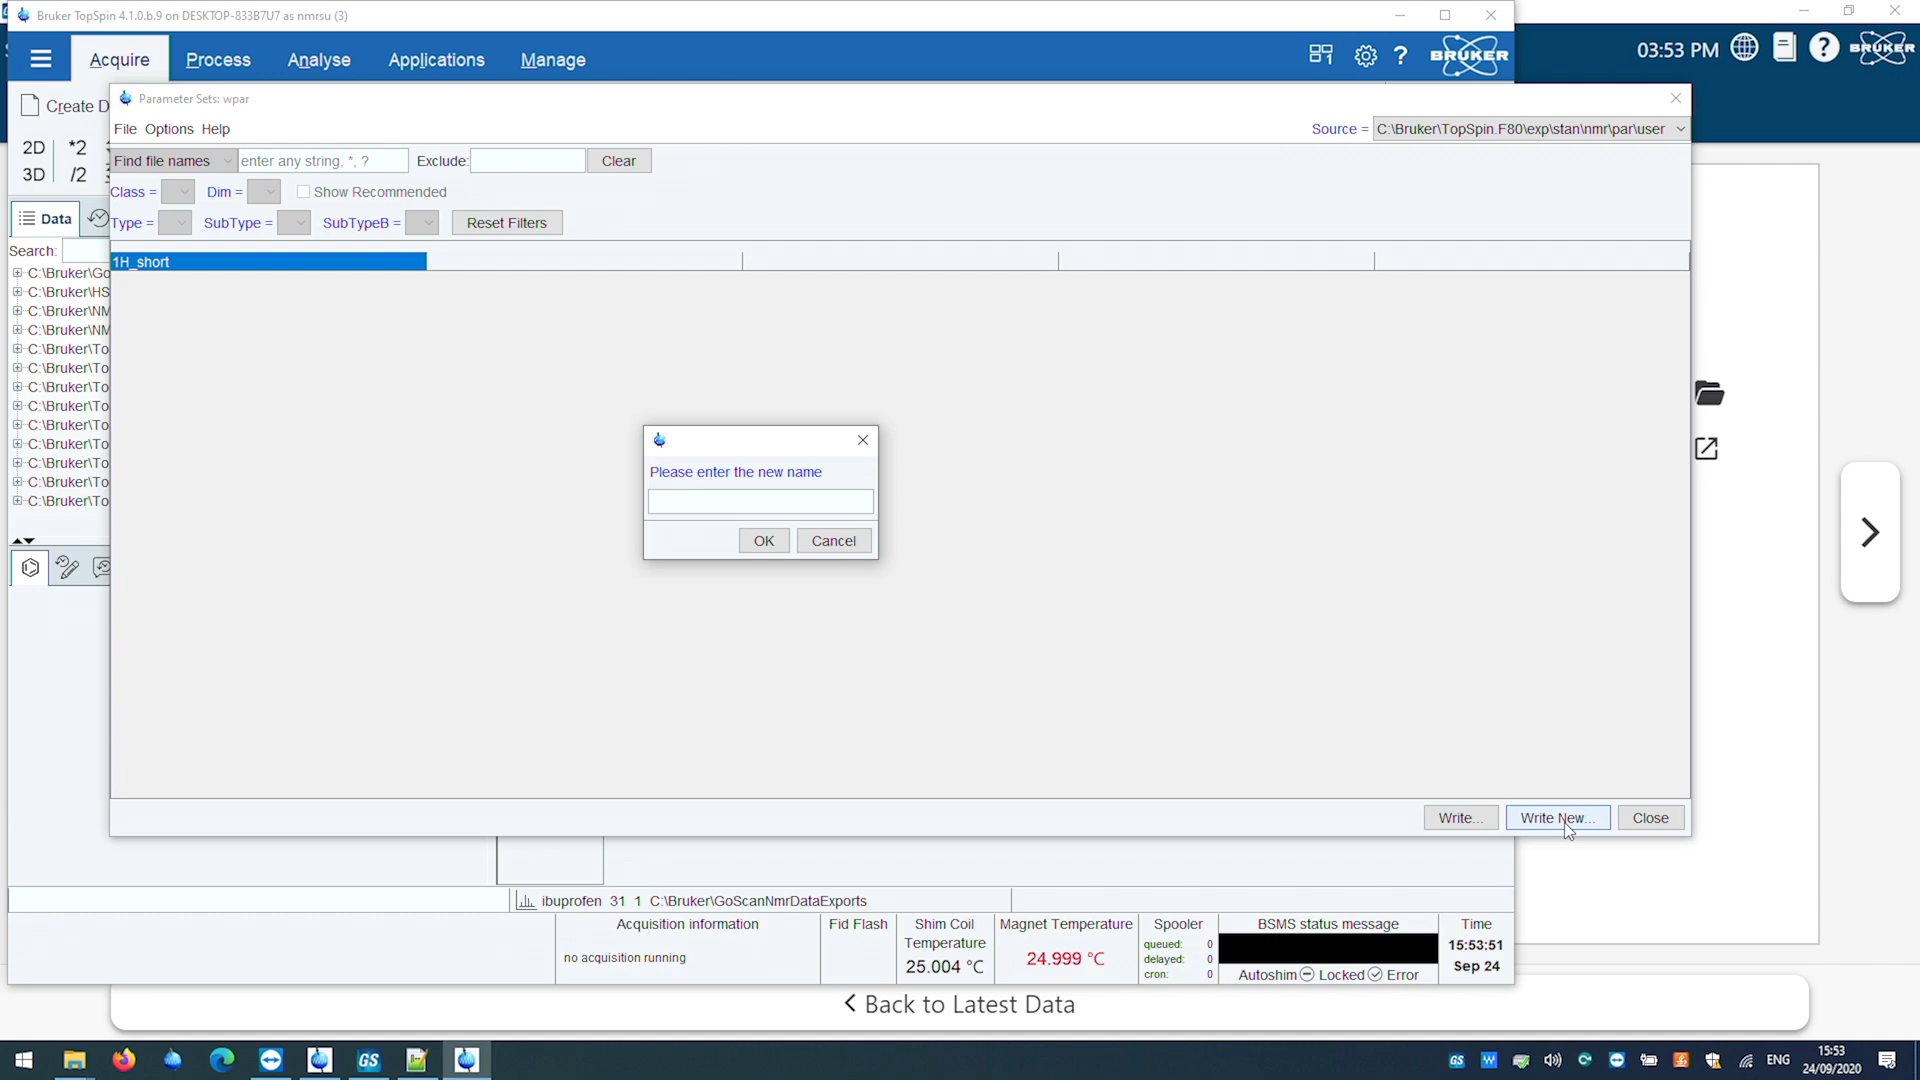 Bruker TopSpin 4.1.0.b.9 on DESKTOP-833B7U7 as nmrsu (3)
Acquire Process Analyse Applications Manage
BRUKER
03:53 PM
BRUKER
Create D
Parameter Sets: wpar
File Options Help
Source = C:\Bruker\TopSpin.F80\exp\stan\nmr\par\user
2D *2
3D /2
Find file names enter any string, *, ? Exclude: Clear
Class = Dim = Show Recommended
Data
Type = SubType = SubTypeB = Reset Filters
Search:
1H_short
C:\Bruker\Go
C:\Bruker\HS
C:\Bruker\NM
C:\Bruker\NM
C:\Bruker\To
C:\Bruker\To
C:\Bruker\To
C:\Bruker\To
C:\Bruker\To
C:\Bruker\To
C:\Bruker\To
C:\Bruker\To
C:\Bruker\To
Please enter the new name
OK Cancel
Write... Write New... Close
ibuprofen 31 1 C:\Bruker\GoScanNmrDataExports
Acquisition information
no acquisition running
Fid Flash
Shim Coil
Temperature
25.004 °C
Magnet Temperature
24.999 °C
Spooler
queued: 0
delayed: 0
cron: 0
BSMS status message
Autoshim Locked Error
Time
15:53:51
Sep 24
Back to Latest Data
GS
GS
ENG
15:53
24/09/2020